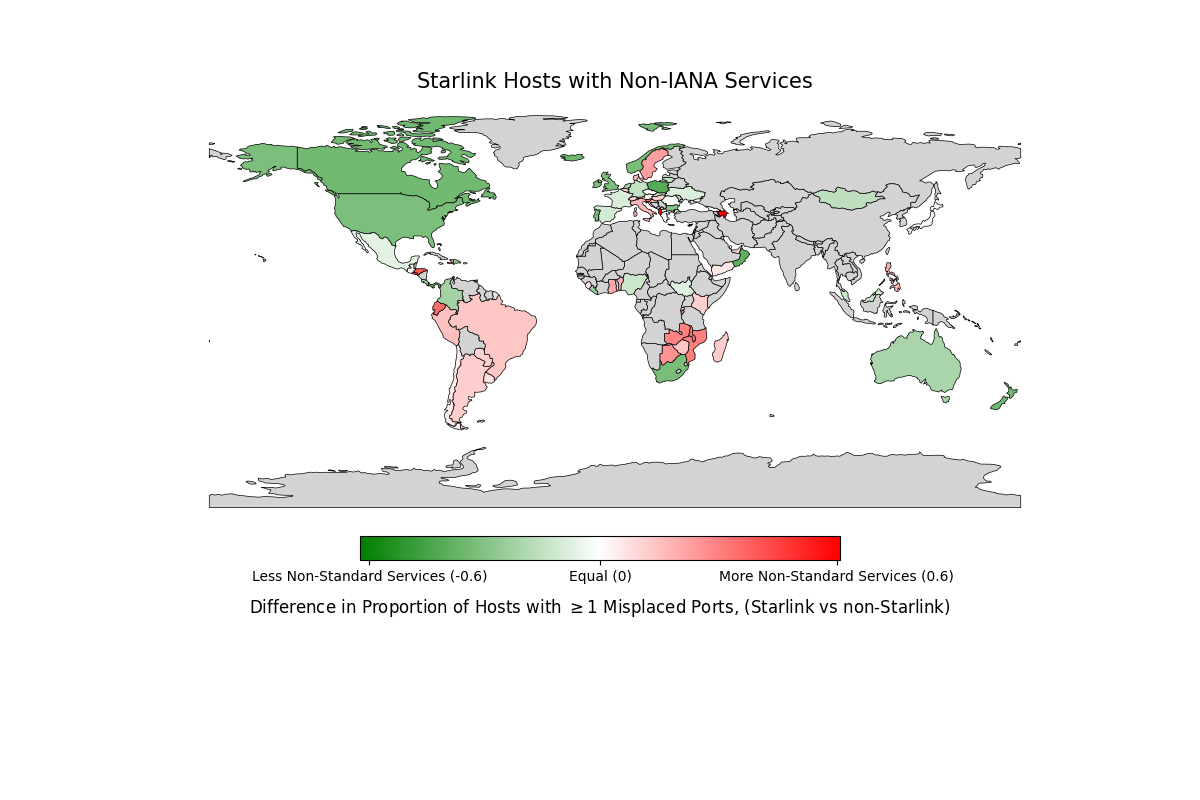 Starlink Hosts with Non-IANA Services
Less Non-Standard Services (-0.6) Equal (0) More Non-Standard Services (0.6)
Difference in Proportion of Hosts with ≥1 Misplaced Ports, (Starlink vs non-Starlink)